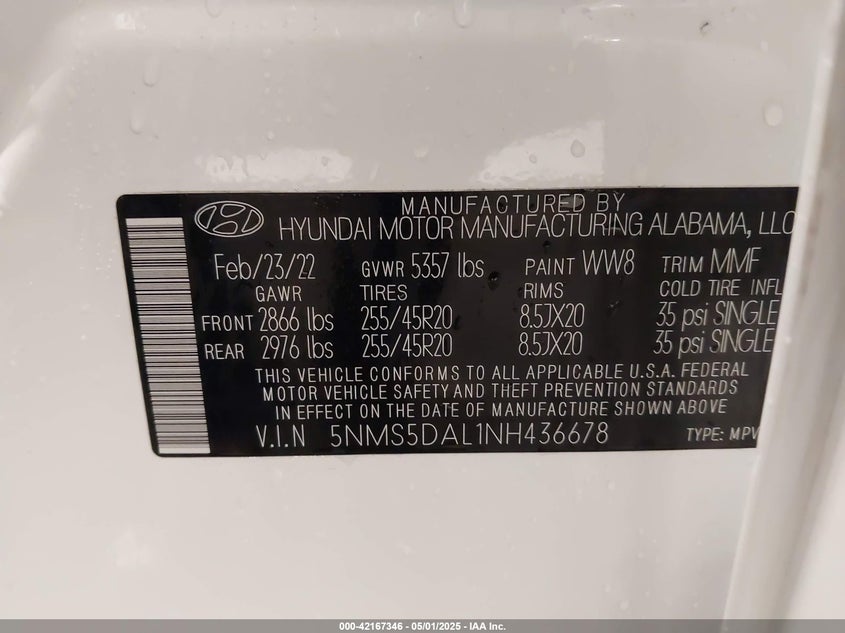 MANUFACTURED BY
HYUNDAI MOTOR MANUFACTURING ALABAMA, LLC
Feb/23/22 GVWR 5357 lbs PAINT WW8 TRIM MMF
GAWR TIRES RIMS COLD TIRE INFL
FRONT 2866 lbs 255/45R20 8.5JX20 35 psi SINGLE
REAR 2976 lbs 255/45R20 8.5JX20 35 psi SINGLE
THIS VEHICLE CONFORMS TO ALL APPLICABLE U.S.A. FEDERAL
MOTOR VEHICLE SAFETY AND THEFT PREVENTION STANDARDS
IN EFFECT ON THE DATE OF MANUFACTURE SHOWN ABOVE
V.I.N 5NMS5DAL1NH436678 TYPE: MPV
000-42167346 - 05/01/2025 - IAA Inc.